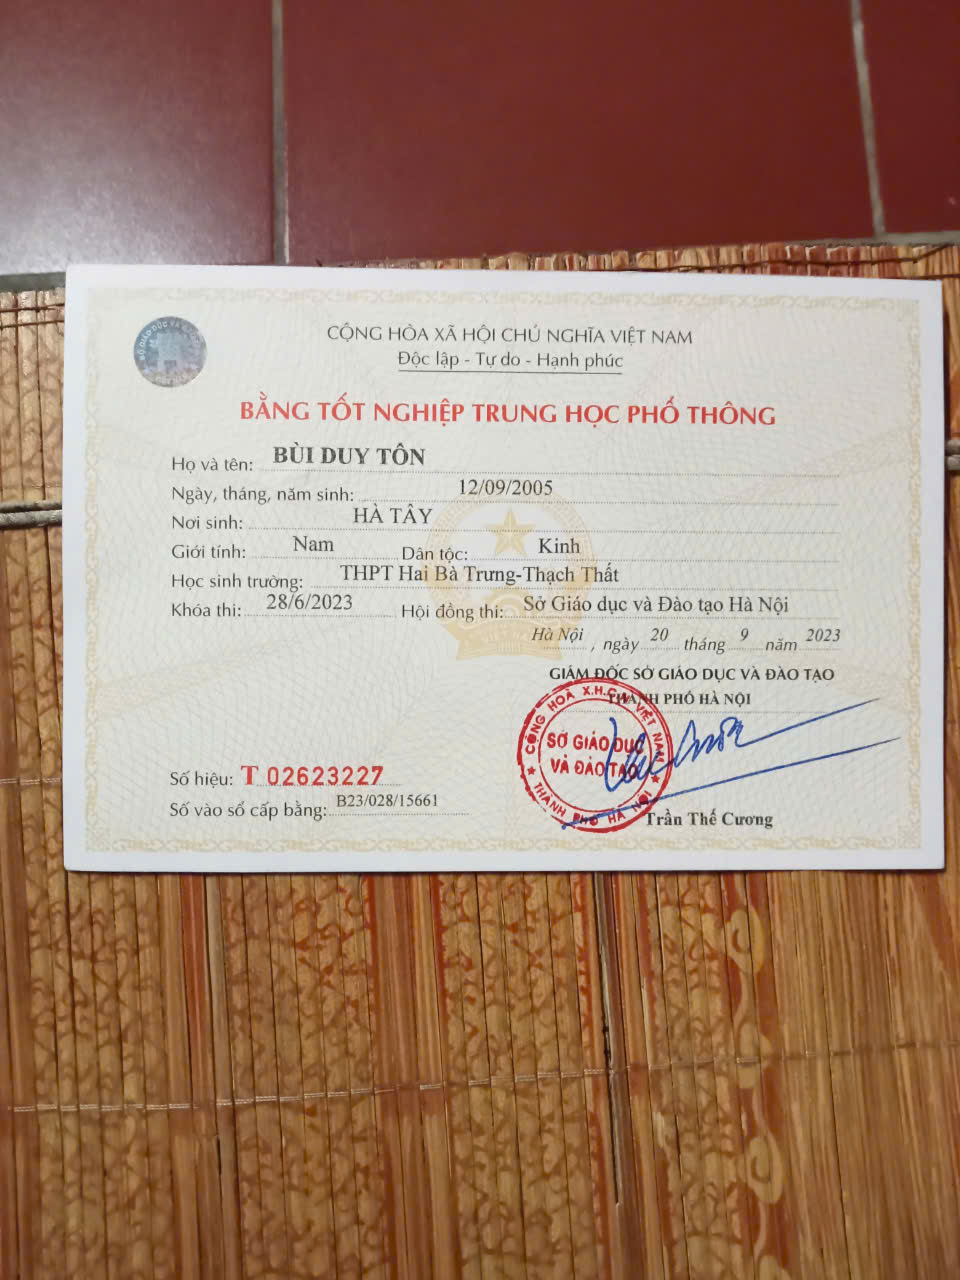 CỘNG HÒA XÃ HỘI CHỦ NGHĨA VIỆT NAM
Độc lập - Tự do - Hạnh phúc
BẰNG TỐT NGHIỆP TRUNG HỌC PHỔ THÔNG
Họ và tên: BÙI DUY TÔN
Ngày, tháng, năm sinh: 12/09/2005
Nơi sinh: HÀ TÂY
Giới tính: Nam Dân tộc: Kinh
Học sinh trường: THPT Hai Bà Trưng-Thạch Thất
Khóa thi: 28/6/2023 Hội đồng thi: Sở Giáo dục và Đào tạo Hà Nội
Hà Nội, ngày 20 tháng 9 năm 2023
GIÁM ĐỐC SỞ GIÁO DỤC VÀ ĐÀO TẠO
THÀNH PHỐ HÀ NỘI
CỘNG HOÀ X.H.C.N VIỆT NAM
SỞ GIÁO DỤC
VÀ ĐÀO TẠO
THÀNH PHỐ HÀ NỘI
Số hiệu: T 02623227
Số vào sổ cấp bằng: B23/028/15661
Trần Thế Cương